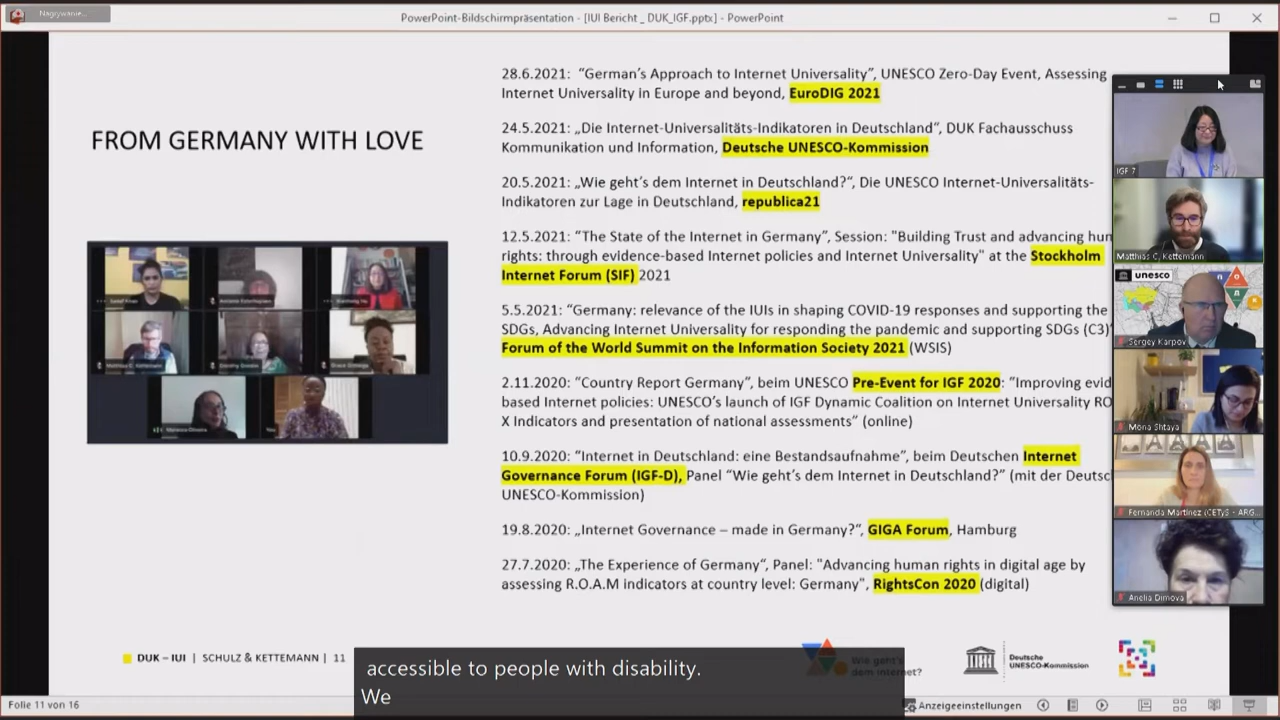 Nagrywanie...
PowerPoint-Bildschirmpräsentation - [IUI Bericht _ DUK_IGF.pptx] - PowerPoint
FROM GERMANY WITH LOVE
28.6.2021: “German’s Approach to Internet Universality”, UNESCO Zero-Day Event, Assessing
Internet Universality in Europe and beyond, EuroDIG 2021
24.5.2021: „Die Internet-Universalitäts-Indikatoren in Deutschland“, DUK Fachausschuss
Kommunikation und Information, Deutsche UNESCO-Kommission
20.5.2021: „Wie geht’s dem Internet in Deutschland?“, Die UNESCO Internet-Universalitäts-
Indikatoren zur Lage in Deutschland, republica21
12.5.2021: “The State of the Internet in Germany”, Session: "Building Trust and advancing hum
rights: through evidence-based Internet policies and Internet Universality" at the Stockholm
Internet Forum (SIF) 2021
5.5.2021: “Germany: relevance of the IUIs in shaping COVID-19 responses and supporting the
SDGs, Advancing Internet Universality for responding the pandemic and supporting SDGs (C3)”
Forum of the World Summit on the Information Society 2021 (WSIS)
2.11.2020: “Country Report Germany”, beim UNESCO Pre-Event for IGF 2020: “Improving evid
based Internet policies: UNESCO’s launch of IGF Dynamic Coalition on Internet Universality RO
X Indicators and presentation of national assessments” (online)
10.9.2020: “Internet in Deutschland: eine Bestandsaufnahme”, beim Deutschen Internet
Governance Forum (IGF-D), Panel “Wie geht’s dem Internet in Deutschland?” (mit der Deutsc
UNESCO-Kommission)
19.8.2020: „Internet Governance – made in Germany?“, GIGA Forum, Hamburg
27.7.2020: „The Experience of Germany“, Panel: "Advancing human rights in digital age by
assessing R.O.A.M indicators at country level: Germany", RightsCon 2020 (digital)
IGF 7
Matthias C. Kettemann
unesco
Sergey Karpov
Mona Shtaya
Fernanda Martinez (CETyS - ARG...
Anelia Dimova
DUK – IUI | SCHULZ & KETTEMANN | 11
Wie geht's
dem Internet?
Deutsche
UNESCO-Kommission
accessible to people with disability.
We
Folie 11 von 16
Anzeigeeinstellungen